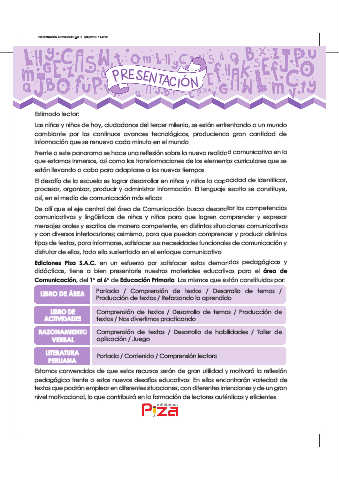 PRESENTACIÓN
Estimado lector:
Las niñas y niños de hoy, ciudadanos del tercer milenio, se están enfrentando a un mundo
cambiante por los continuos avances tecnológicos, produciendo gran cantidad de
información que se renueva cada minuto en el mundo
Frente a este panorama se hace una reflexión sobre la nueva realidad comunicativa en la
que estamos inmersos, así como las transformaciones de los elementos curriculares que se
están llevando a cabo para adaptarse a los nuevos tiempos
El desafío de la escuela es lograr desarrollar en niñas y niños la capacidad de identificar,
procesar, organizar, producir y administrar información El lenguaje escrito se constituye,
así, en el medio de comunicación más eficaz
De allí que el eje central del área de Comunicación busca desarrollar las competencias
comunicativas y lingüísticas de niñas y niños para que logren comprender y expresar
mensajes orales y escritos de manera competente, en distintas situaciones comunicativas
y con diversos interlocutores; asimismo, para que puedan comprender y producir distintos
tipos de textos, para informarse, satisfacer sus necesidades funcionales de comunicación y
disfrutar de ellos, todo ello sustentado en el enfoque comunicativo
Ediciones Piza S.A.C. en un esfuerzo por satisfacer estas demandas pedagógicas y
didácticas, tiene a bien presentarle nuestros materiales educativos para el área de
Comunicación, del 1° al 6° de Educación Primaria Los mismos que están constituidos por:
LIBRO DE ÁREA
Portada / Comprensión de textos / Desarrollo de temas /
Producción de textos / Reforzando lo aprendido
LIBRO DE
ACTIVIDADES
Comprensión de textos / Desarrollo de temas / Producción de
textos / Nos divertimos practicando
RAZONAMIENTO
VERBAL
Comprensión de textos / Desarrollo de habilidades / Taller de
aplicación / Juego
LITERATURA
PERUANA
Portada / Contenido / Comprensión lectora
Estamos convencidos de que estos recursos serán de gran utilidad y motivará la reflexión
pedagógica frente a estos nuevos desafíos educativos En ellos encontrarán variedad de
textos que podrán emplear en diferentes situaciones, con diferentes intenciones y de un gran
nivel motivacional, lo que contribuirá en la formación de lectores auténticos y eficientes
Piza